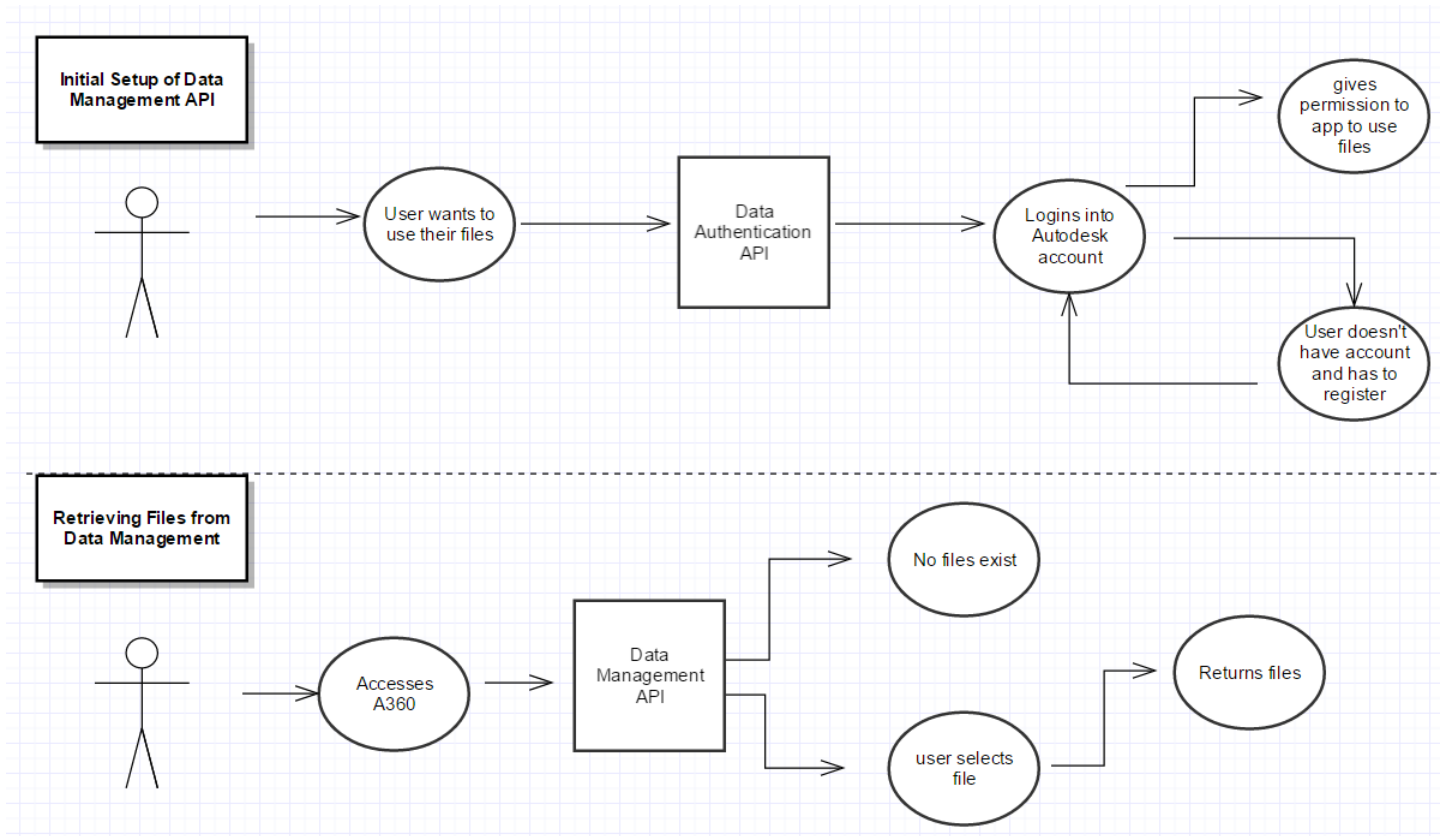 Initial Setup of Data
Management API
gives
permission to
app to use
files
User wants to
use their files
Data
Authentication
API
Logins into
Autodesk
account
User doesn't
have account
and has to
register
Retrieving Files from
Data Management
No files exist
Accesses
A360
Data
Management
API
Returns files
user selects
file